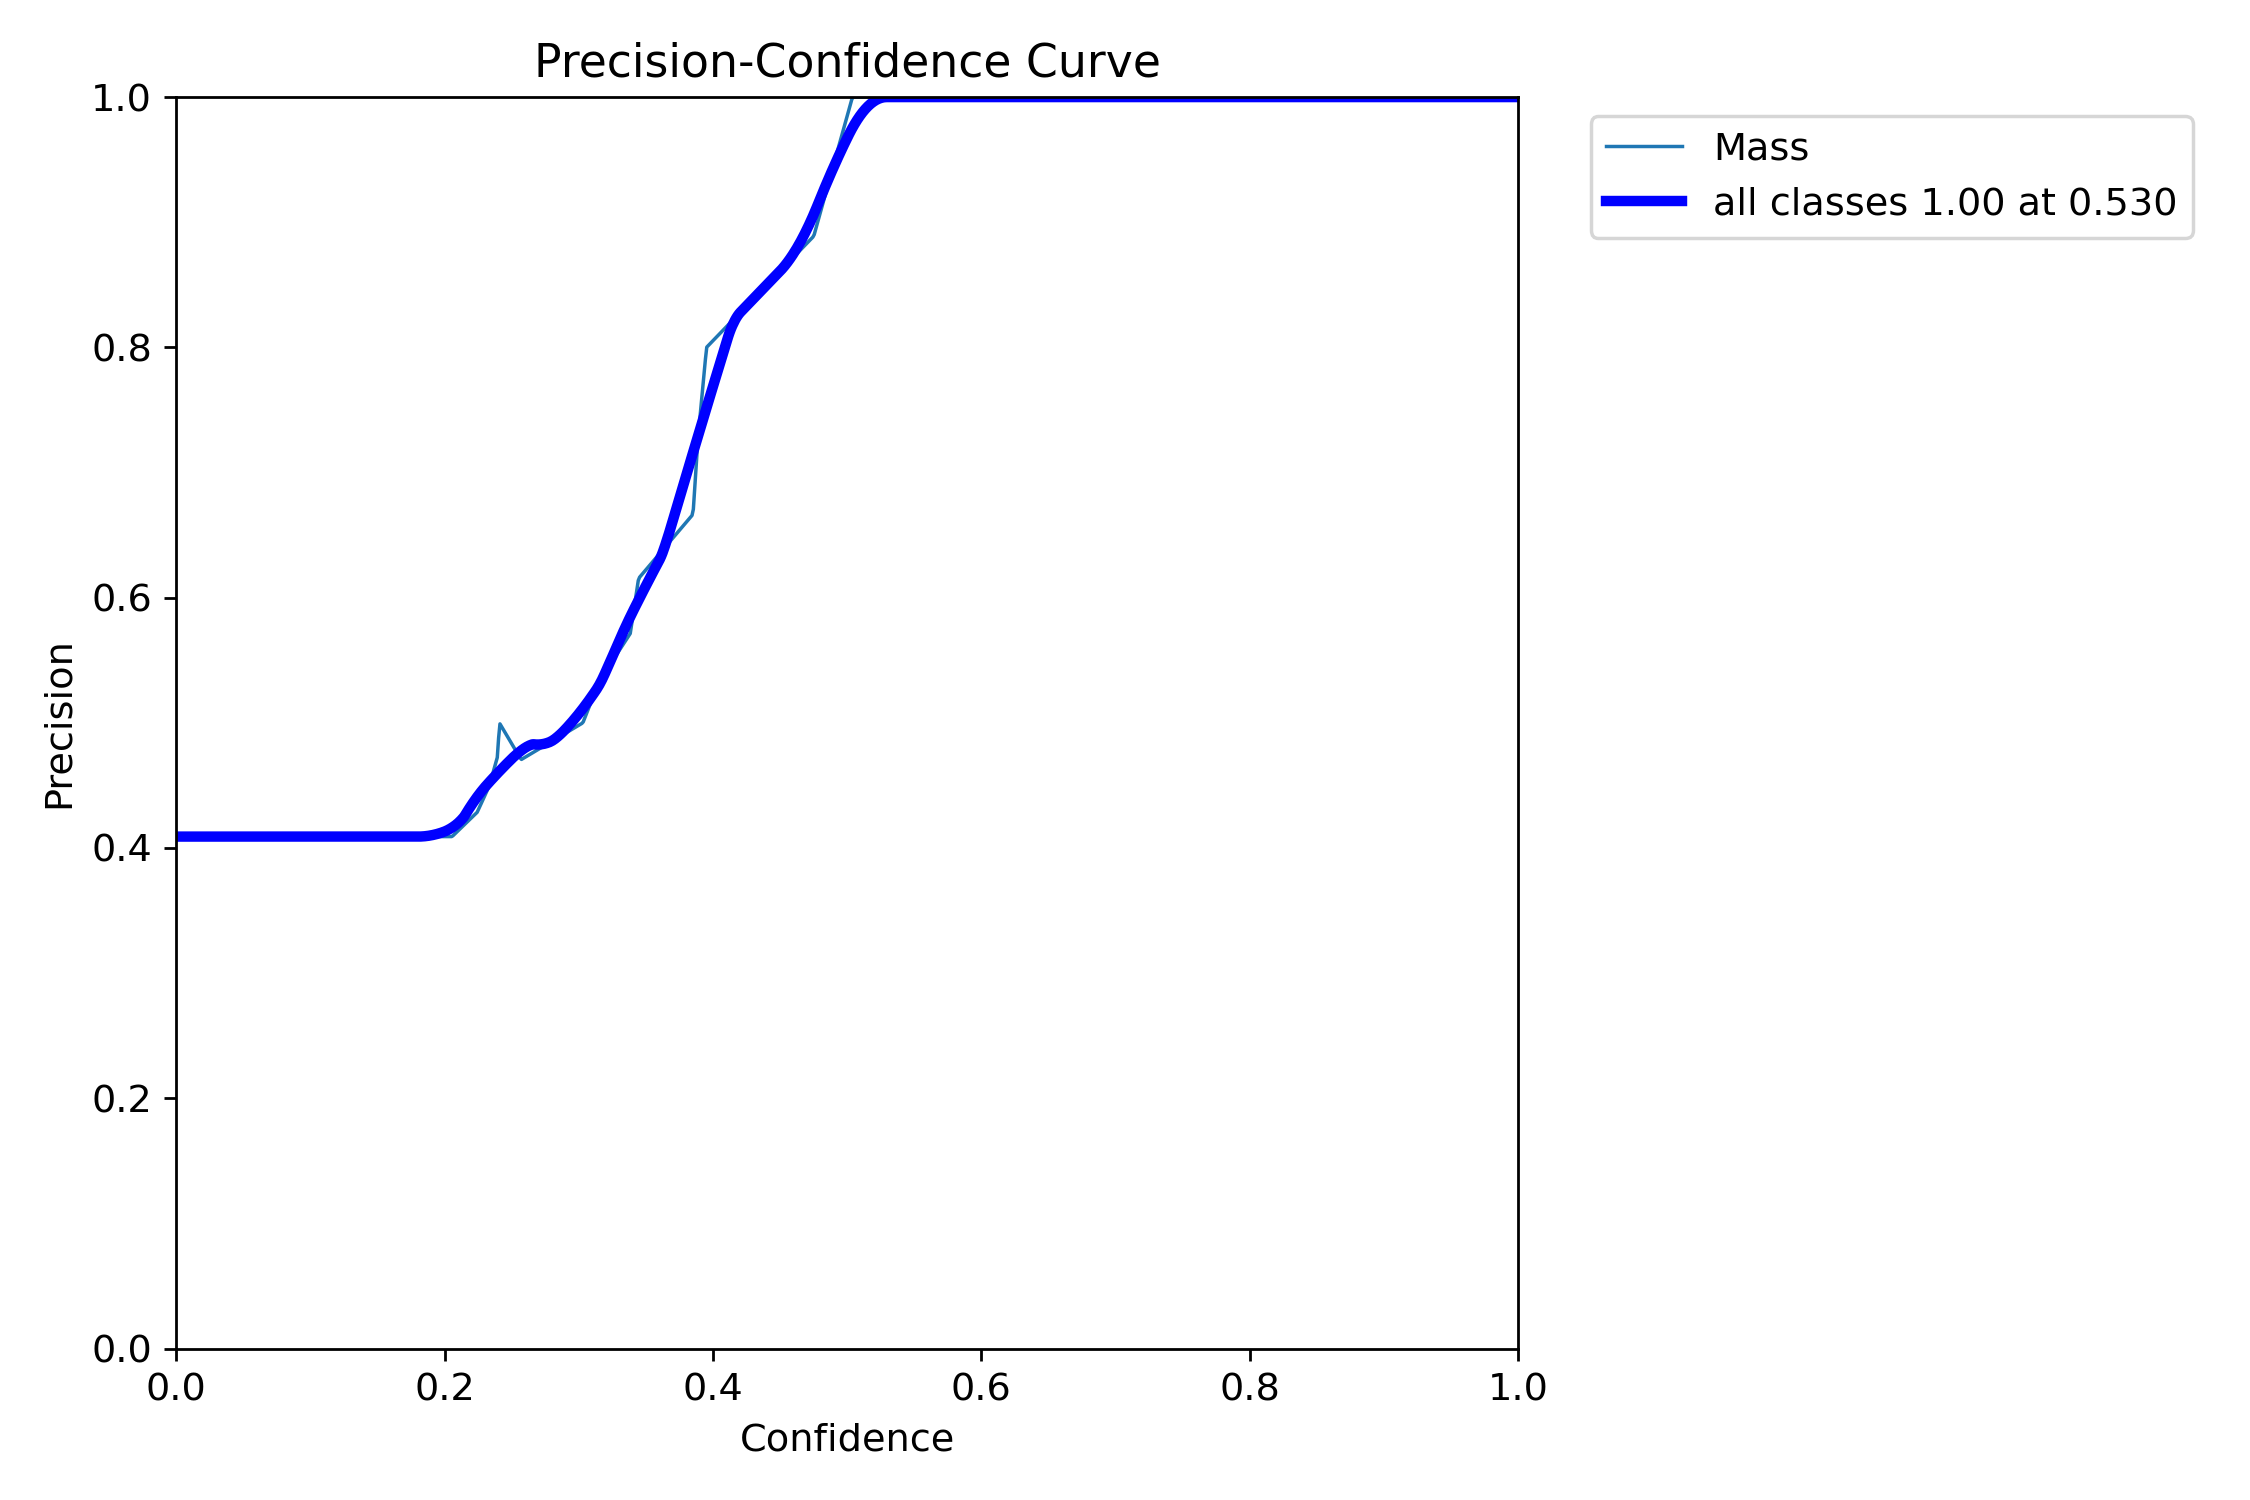 Precision-Confidence Curve
Mass
all classes 1.00 at 0.530
Precision
1.0
0.8
0.6
0.4
0.2
0.0
0.0 0.2 0.4 0.6 0.8 1.0
Confidence